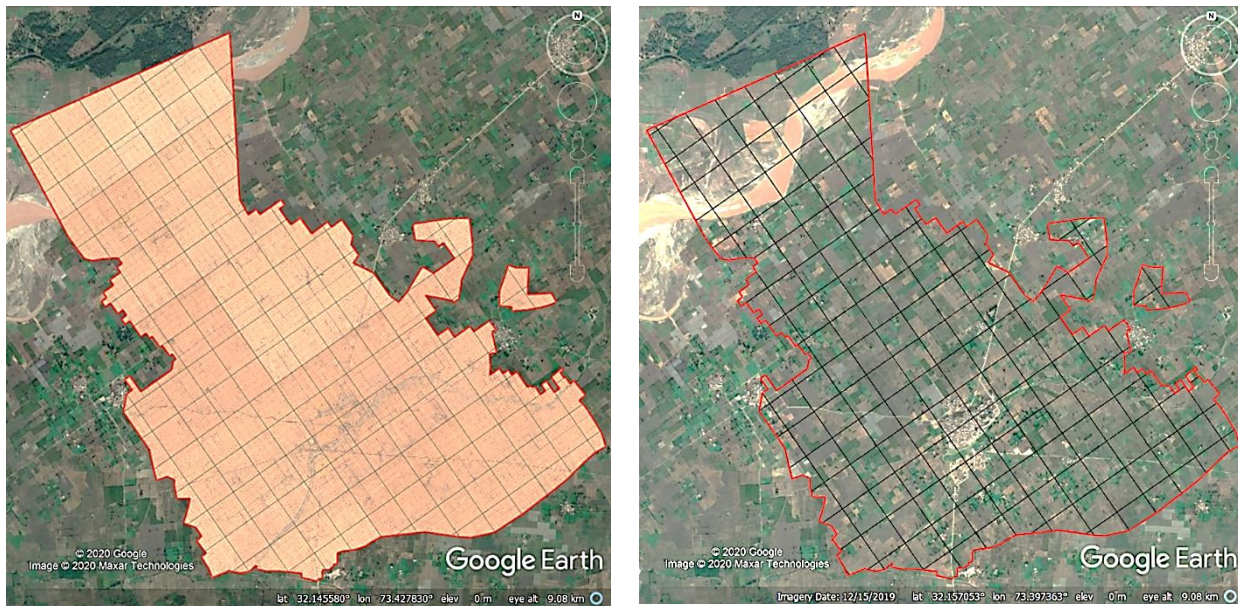 N
© 2020 Google
Image © 2020 Maxar Technologies
Google Earth
lat 32.145580° lon 73.427830° elev 0 m eye alt 9.08 km
N
© 2020 Google
Image © 2020 Maxar Technologies
Google Earth
Imagery Date: 12/15/2019 lat 32.157053° lon 73.397363° elev 0 m eye alt 9.08 km